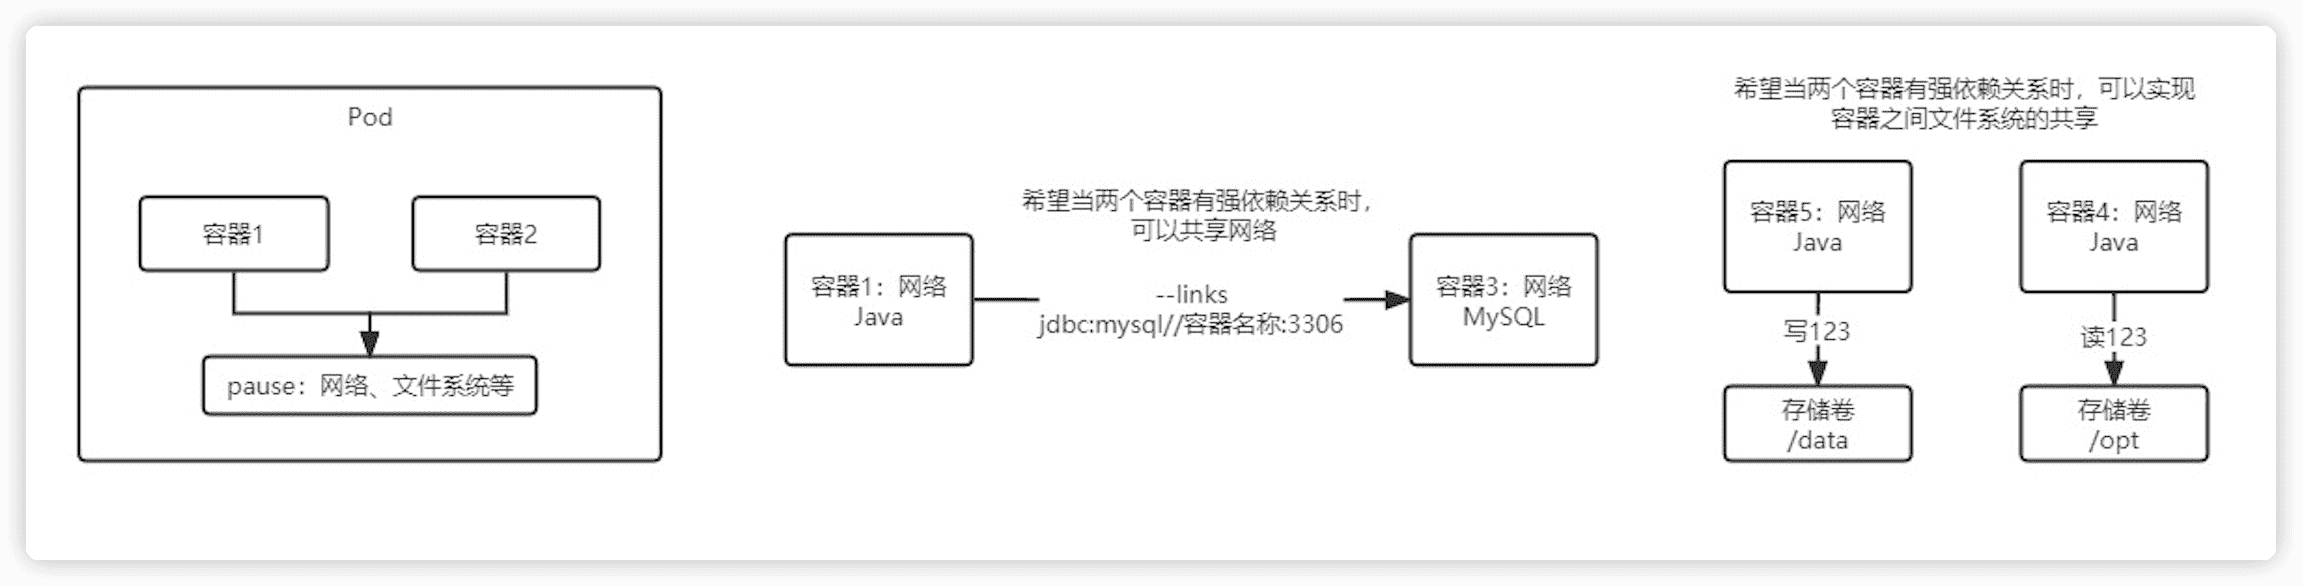 Pod
容器1
容器2
pause：网络、文件系统等
希望当两个容器有强依赖关系时，
可以共享网络
容器1：网络
Java
--links
jdbc:mysql//容器名称:3306
容器3：网络
MySQL
希望当两个容器有强依赖关系时，可以实现
容器之间文件系统的共享
容器5：网络
Java
写123
存储卷
/data
容器4：网络
Java
读123
存储卷
/opt